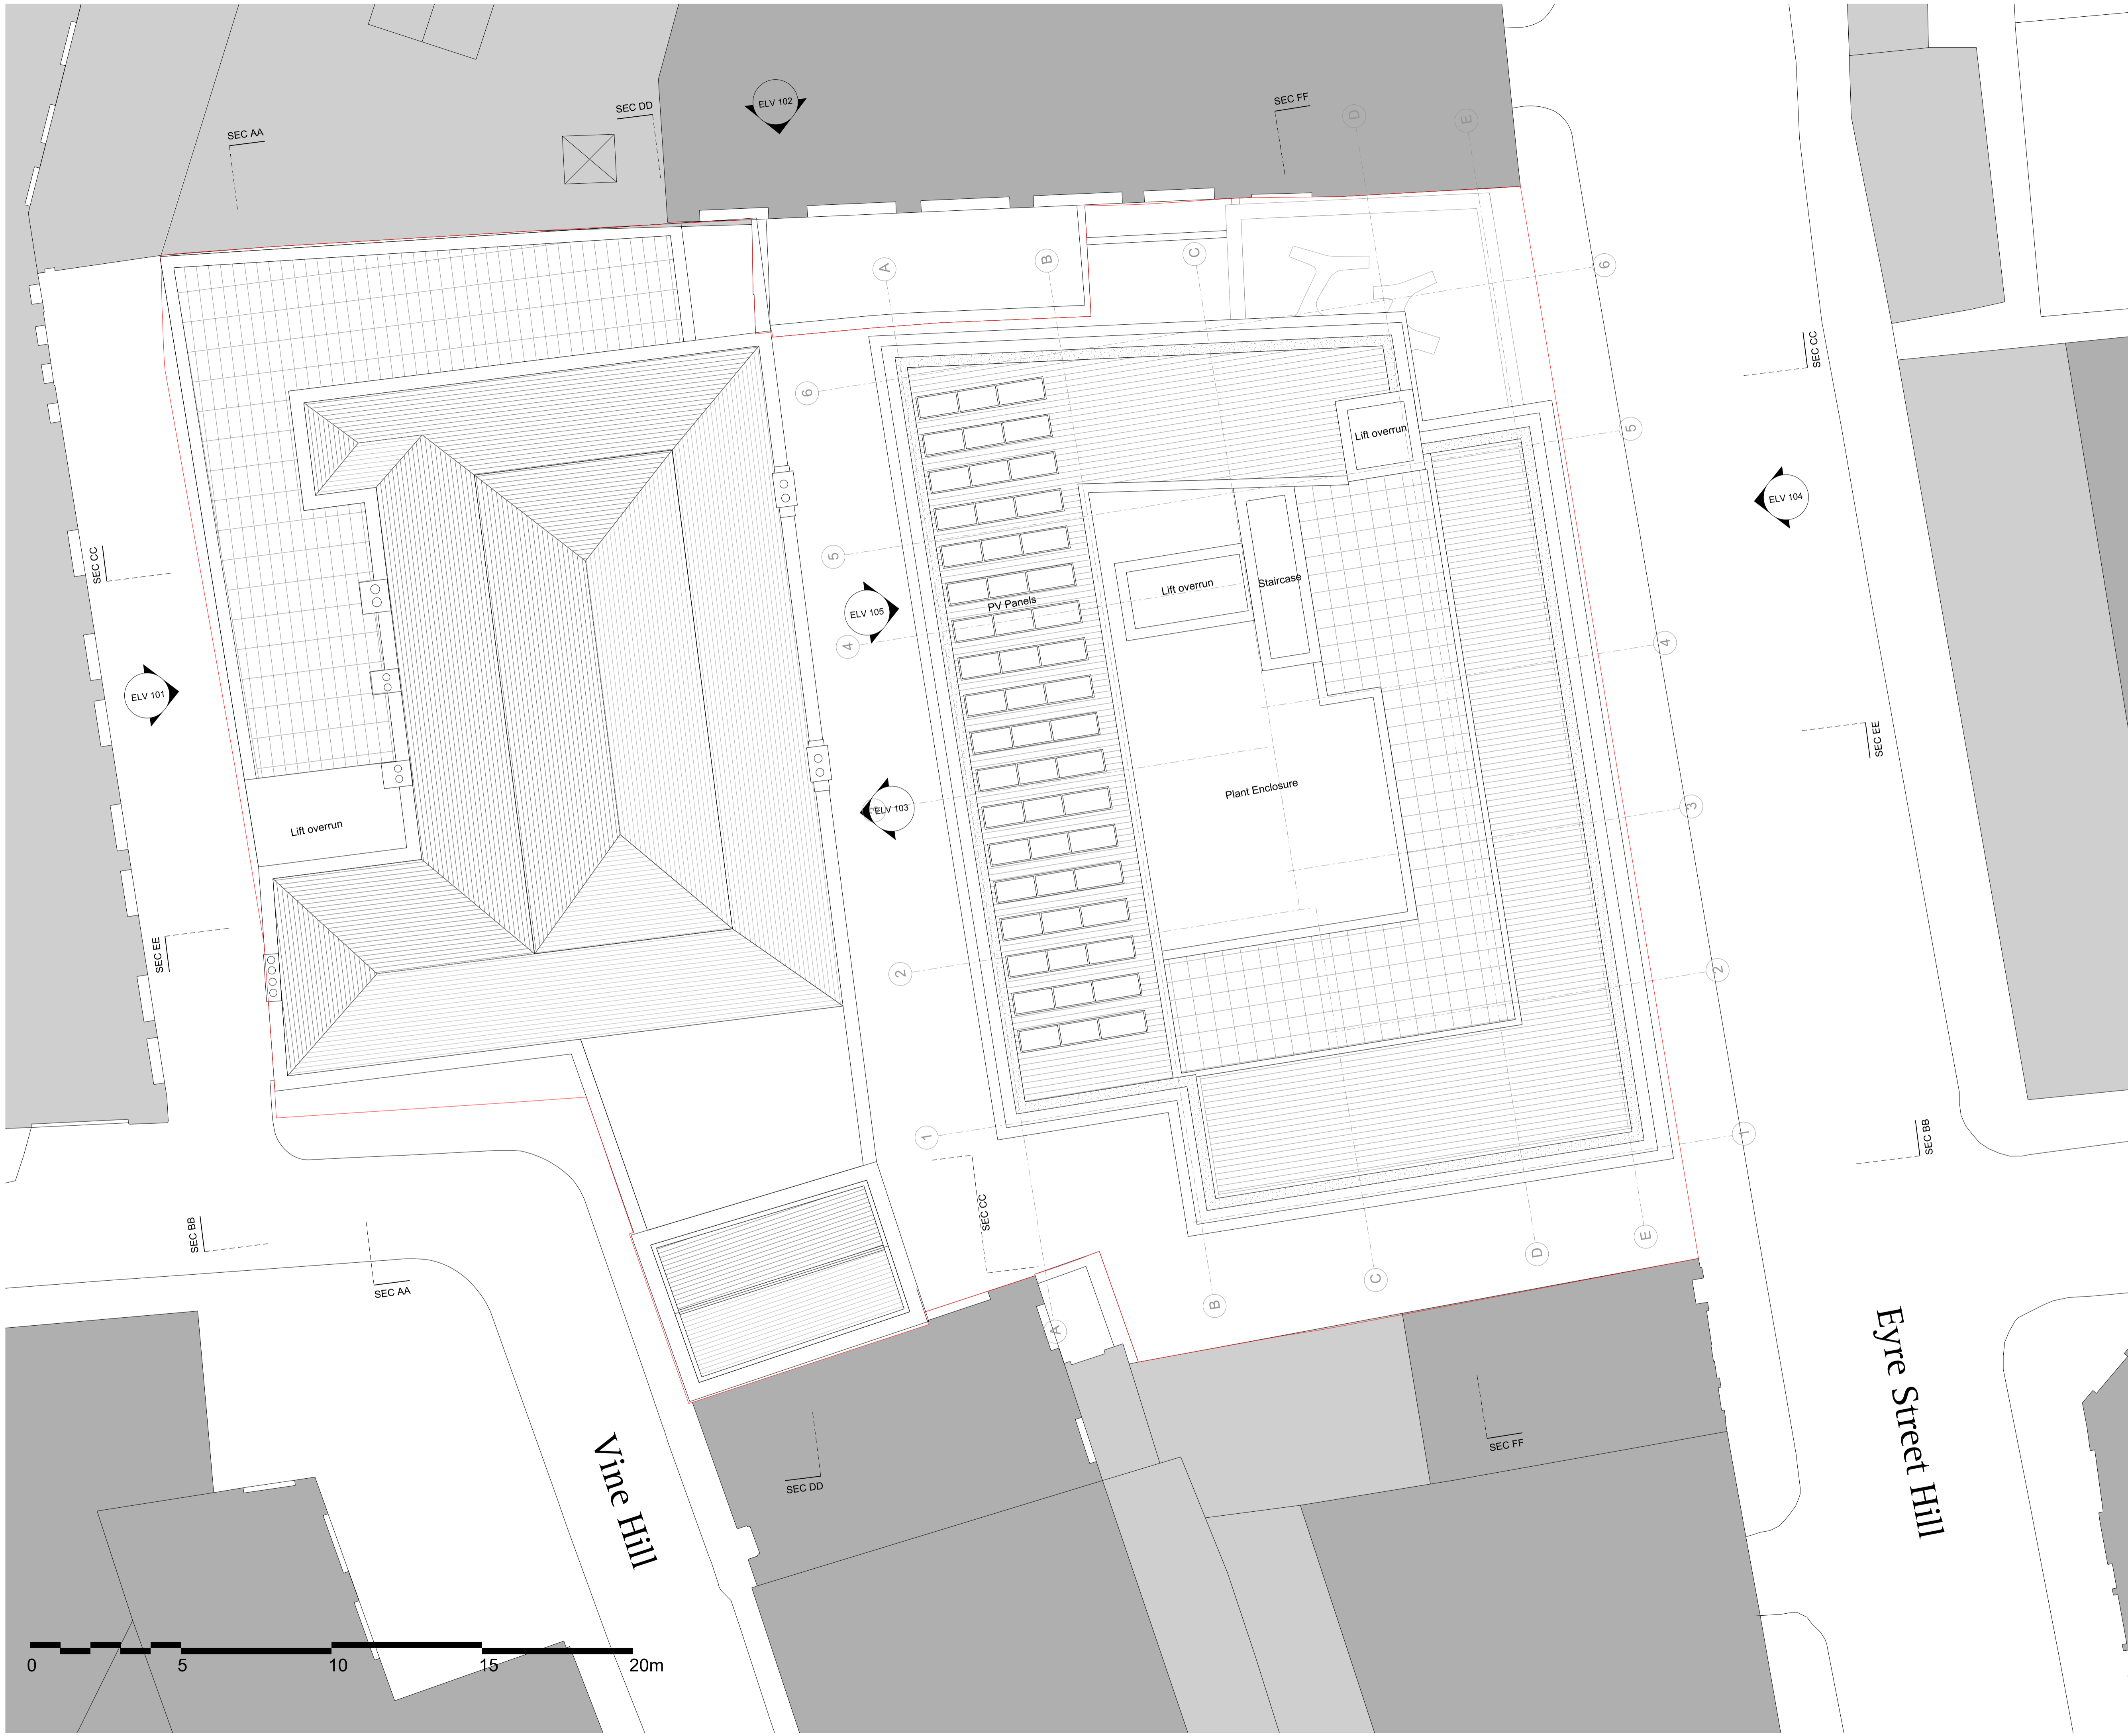 ELV 102
SEC FF
SEC DD
D
E
SEC AA
C
B
A
6
6
SEC CC
5
Lift overrun
ELV 104
5
SEC CC
Staircase
Lift overrun
PV Panels
ELV 105
4
4
ELV 101
SEC EE
Plant Enclosure
3
ELV 103
Lift overrun
SEC EE
2
2
1
1
SEC BB
SEC CC
SEC BB
E
D
C
SEC AA
B
A
Eyre Street Hill
SEC FF
Vine Hill
SEC DD
0
5
10
15
20m